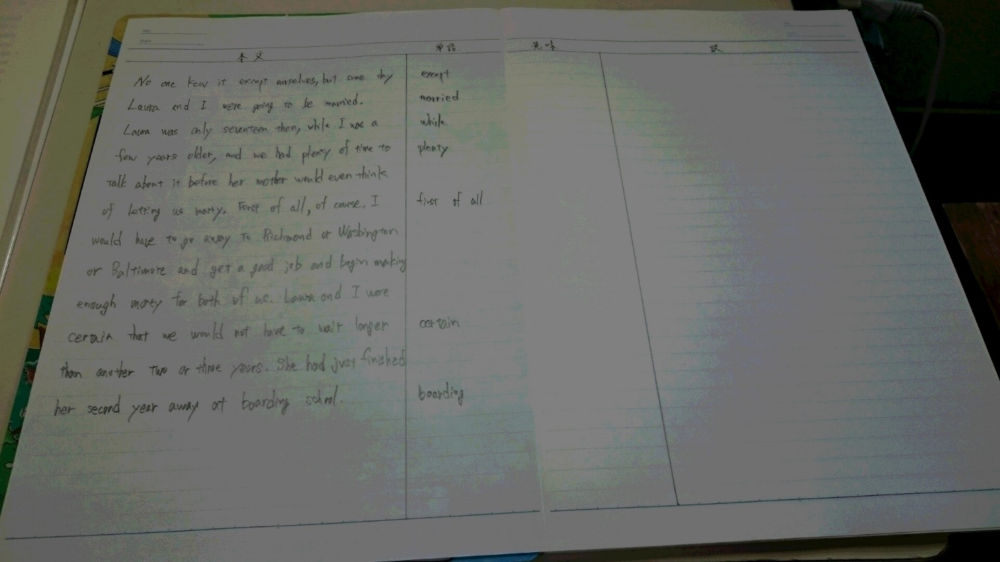 本文 単語 意味 訳
No one kew it except ourselves, but some day except
Laura and I were going to be married. married
Laura was only seventeen then, while I was a while
few years older, and we had plenty of time to plenty
talk about it before her mother would even think
of letting us marry. First of all, of course, I first of all
would have to go away to Richmond or Washington
or Baltimore and get a good job and begin making
enough money for both of us. Laura and I were
certain that we would not have to wait longer certain
than another two or three years. She had just finished
her second year away at boarding school. boarding